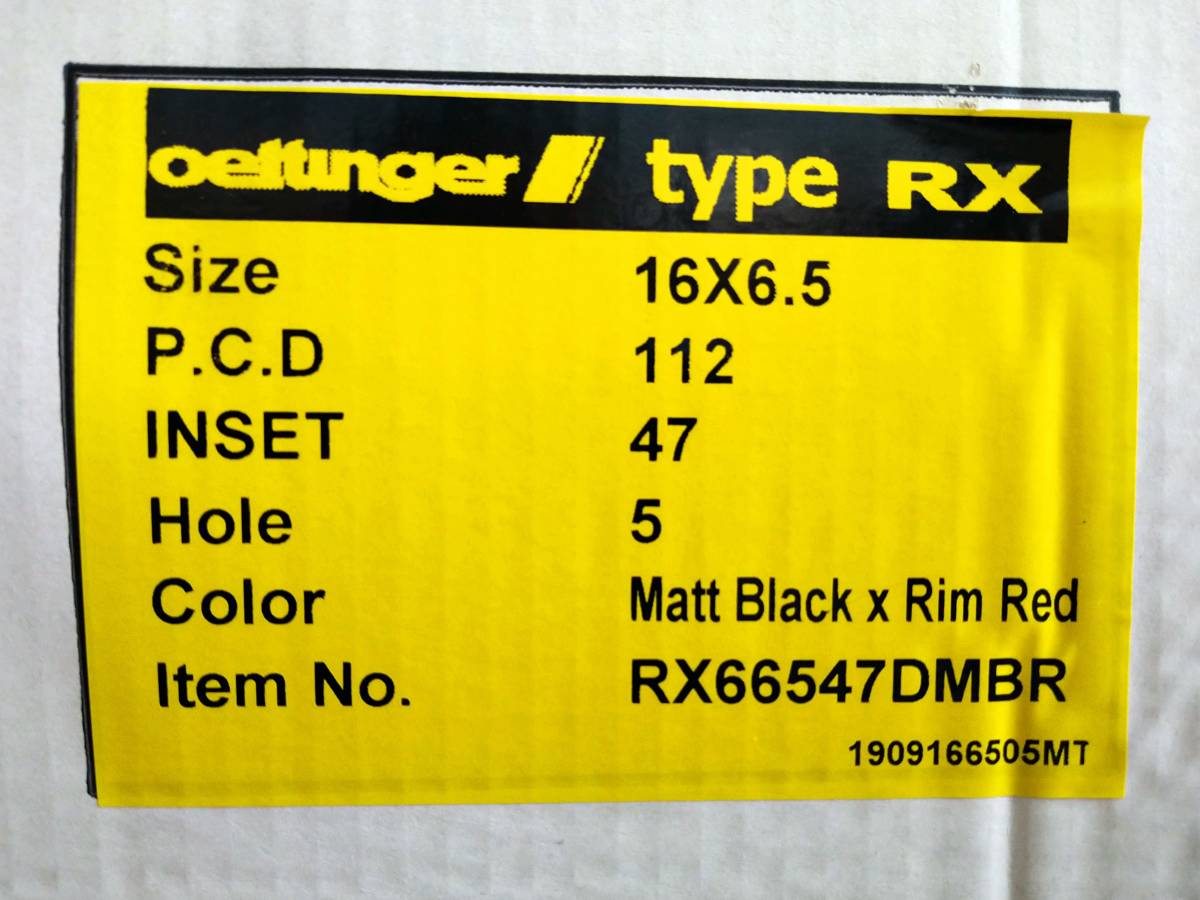 oettinger type RX
Size 16X6.5
P.C.D 112
INSET 47
Hole 5
Color Matt Black x Rim Red
Item No. RX66547DMBR
1909166505MT